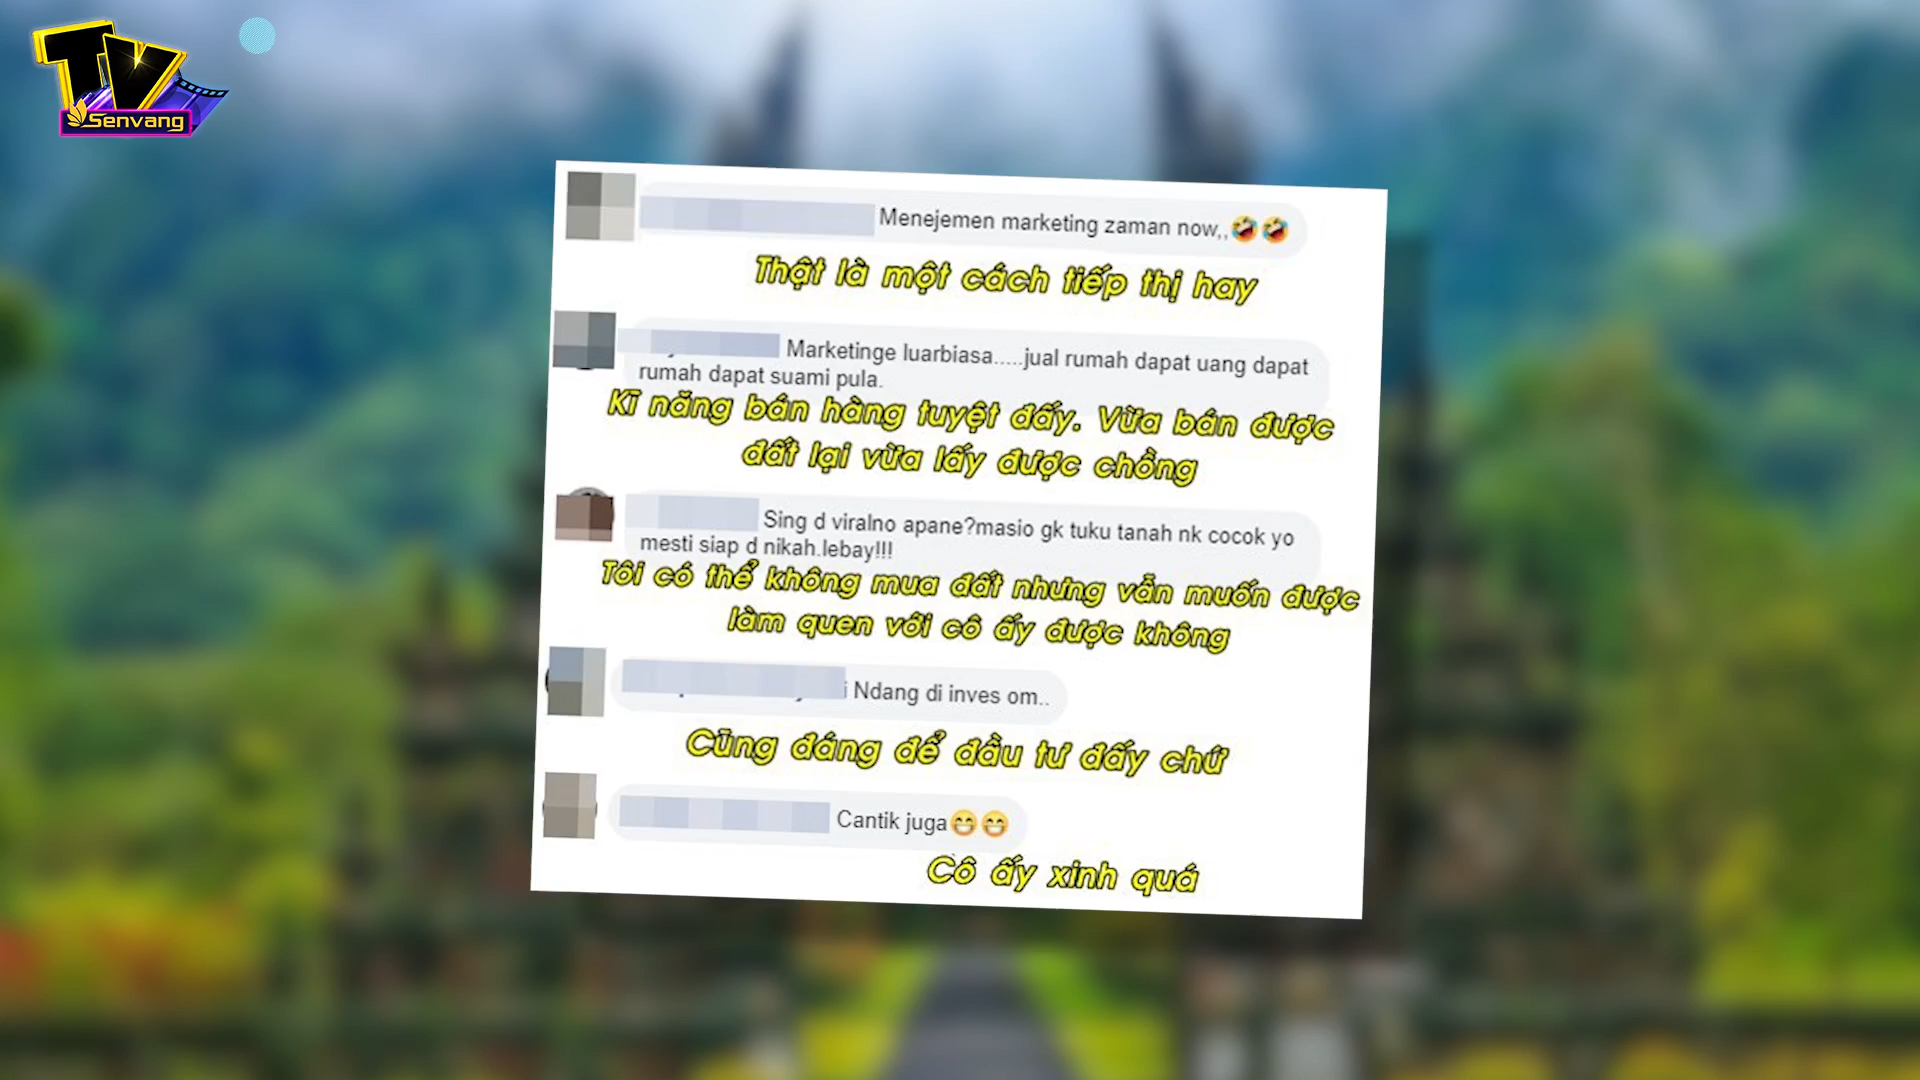 TV
Senvang
Menejemen marketing zaman now,,🤣🤣
Thật là một cách tiếp thị hay
Marketinge luarbiasa.....jual rumah dapat uang dapat
rumah dapat suami pula.
Kĩ năng bán hàng tuyệt đấy. Vừa bán được
đất lại vừa lấy được chồng
Sing d viralno apane?masio gk tuku tanah nk cocok yo
mesti siap d nikah.lebay!!!
Tôi có thể không mua đất nhưng vẫn muốn được
làm quen với cô ấy được không
i Ndang di inves om..
Cũng đáng để đầu tư đấy chứ
Cantik juga😁😁
Cô ấy xinh quá